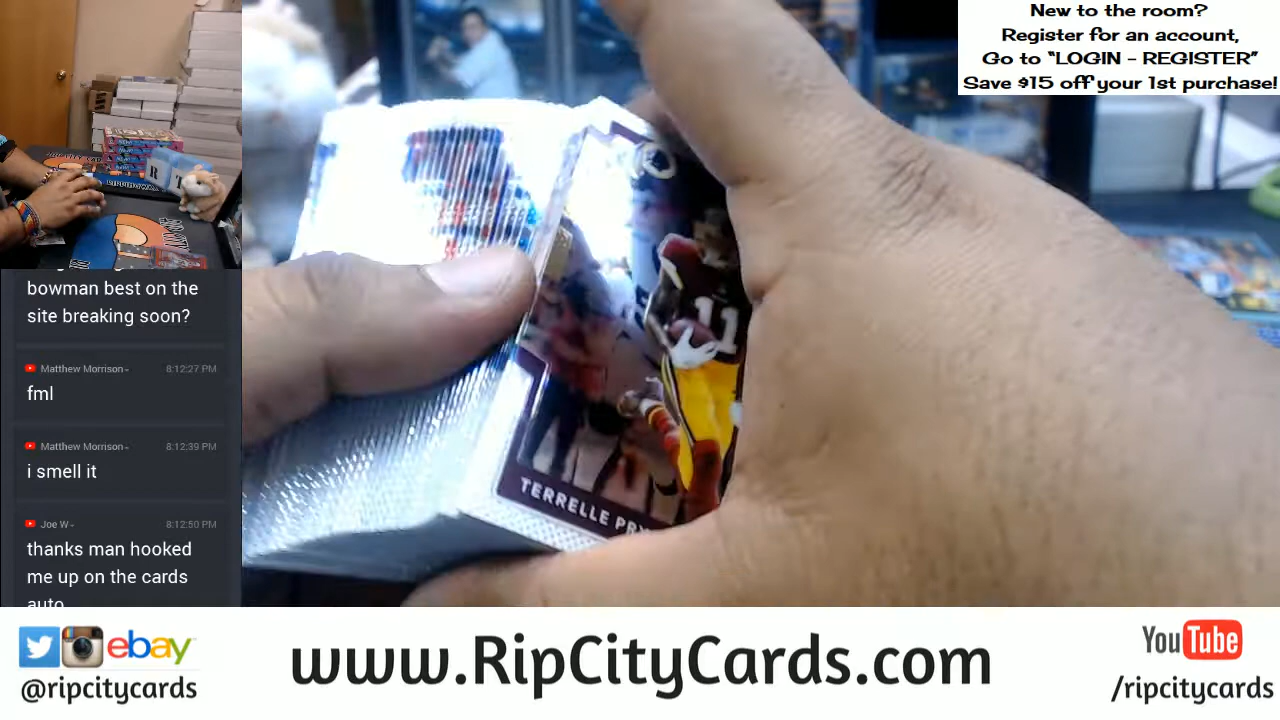 New to the room?
Register for an account,
Go to “LOGIN – REGISTER”
Save $15 off your 1st purchase!
bowman best on the
site breaking soon?
Matthew Morrison
8:12:27 PM
fml
Matthew Morrison
8:12:39 PM
i smell it
Joe W
8:12:50 PM
thanks man hooked
me up on the cards
auto
11
TERRELLE
R
T
ebay
@ripcitycards
www.RipCityCards.com
YouTube
/ripcitycards